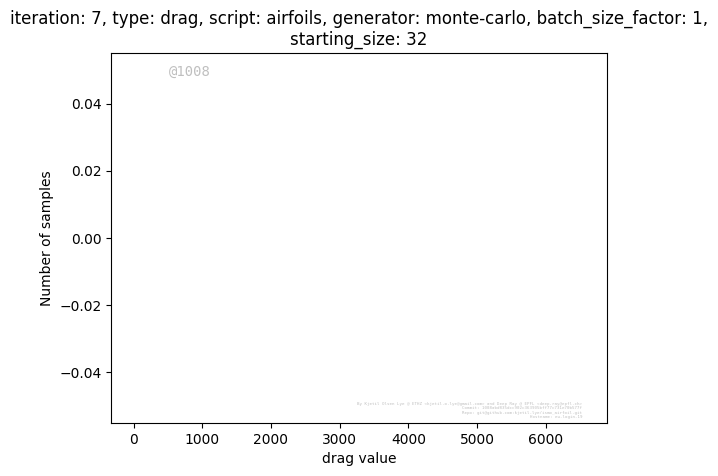 iteration: 7, type: drag, script: airfoils, generator: monte-carlo, batch_size_factor: 1,
starting_size: 32
@1008
0.04
0.02
0.00
−0.02
−0.04
Number of samples
0 1000 2000 3000 4000 5000 6000
drag value